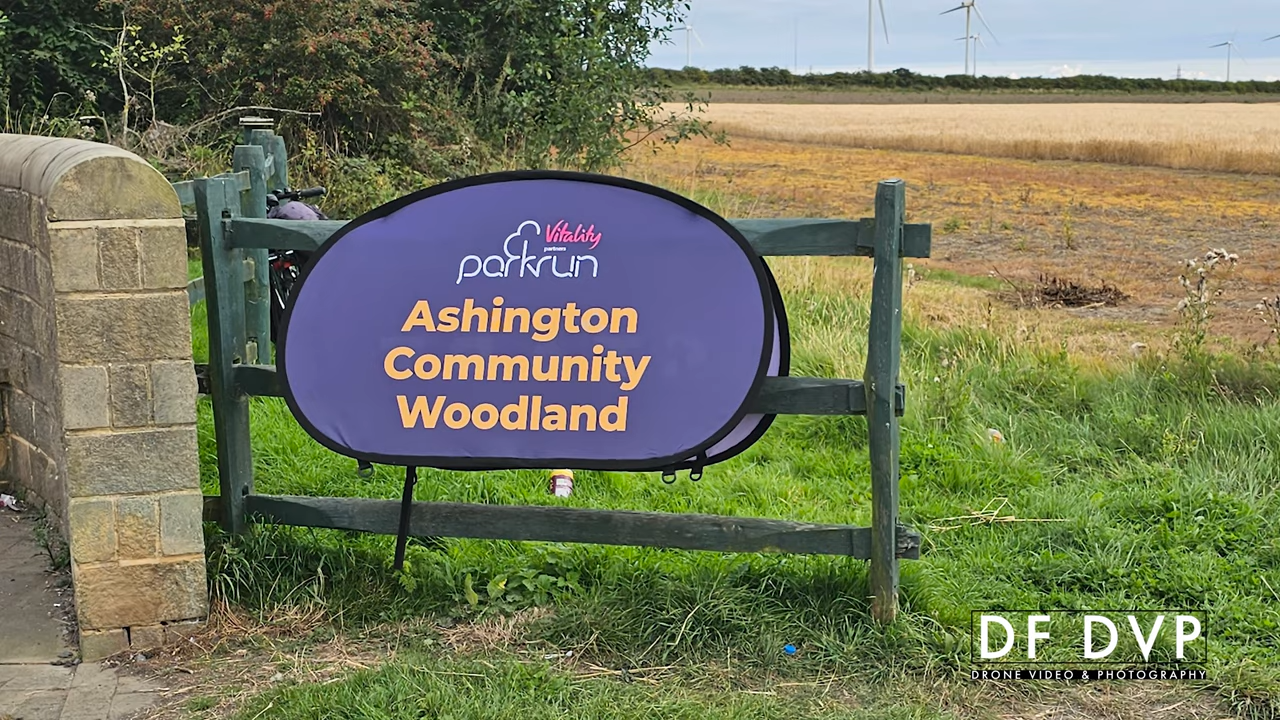 Vitality
partners
parkrun
Ashington
Community
Woodland
DF DVP
DRONE VIDEO & PHOTOGRAPHY